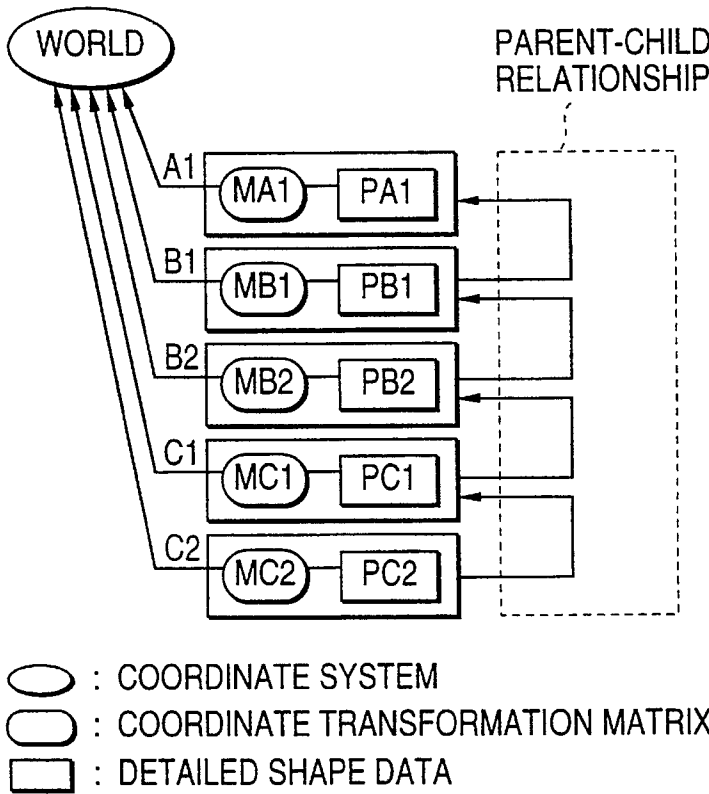 WORLD
PARENT-CHILD
RELATIONSHIP
A1
MA1
PA1
B1
MB1
PB1
B2
MB2
PB2
C1
MC1
PC1
C2
MC2
PC2
: COORDINATE SYSTEM
: COORDINATE TRANSFORMATION MATRIX
: DETAILED SHAPE DATA